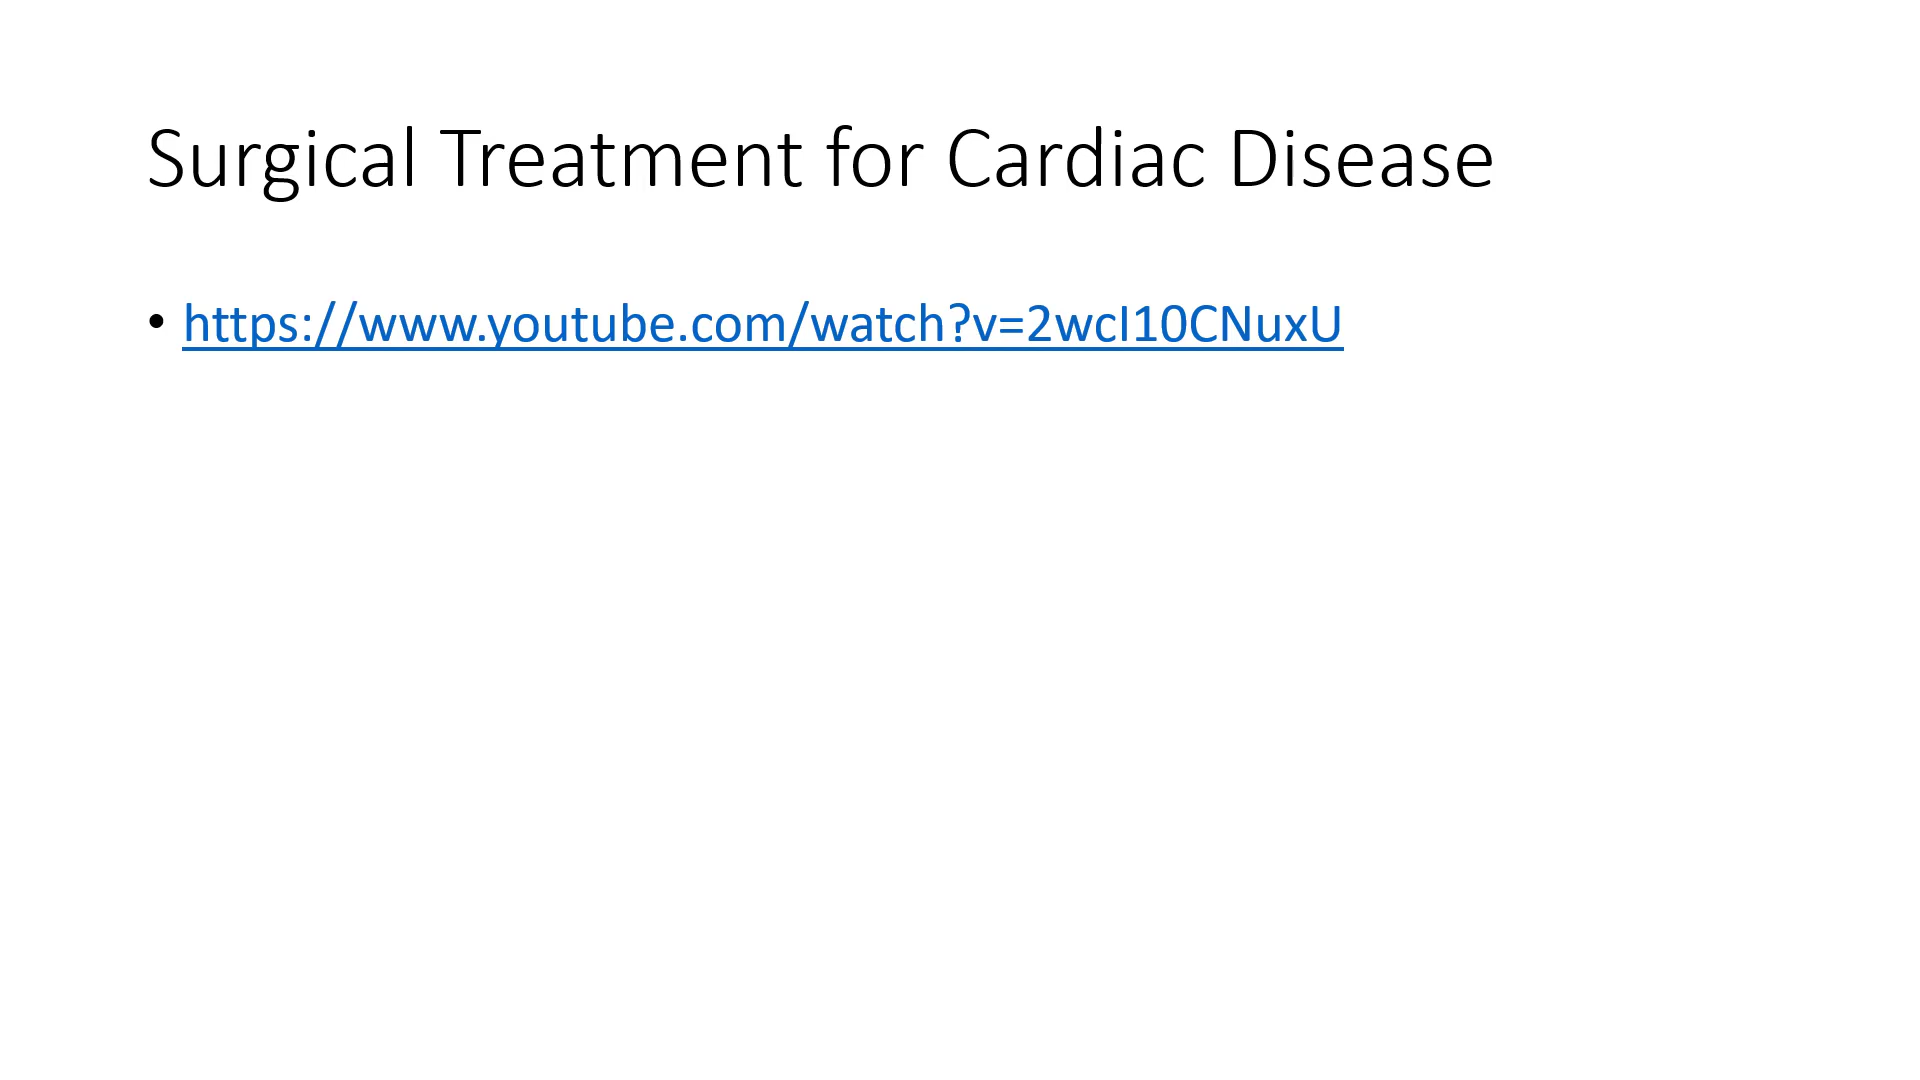 Surgical Treatment for Cardiac Disease
• https://www.youtube.com/watch?v=2wcI10CNuxU